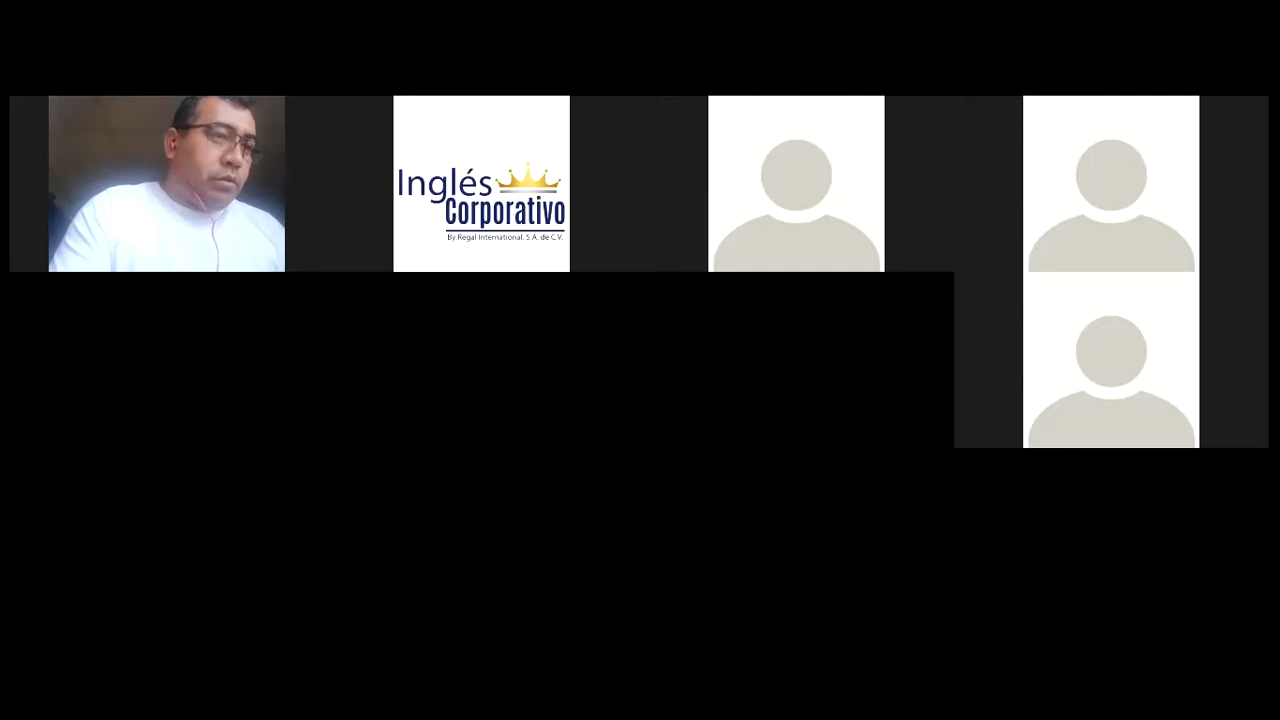 Inglés
Corporativo
By Regal International, S.A. de C.V.